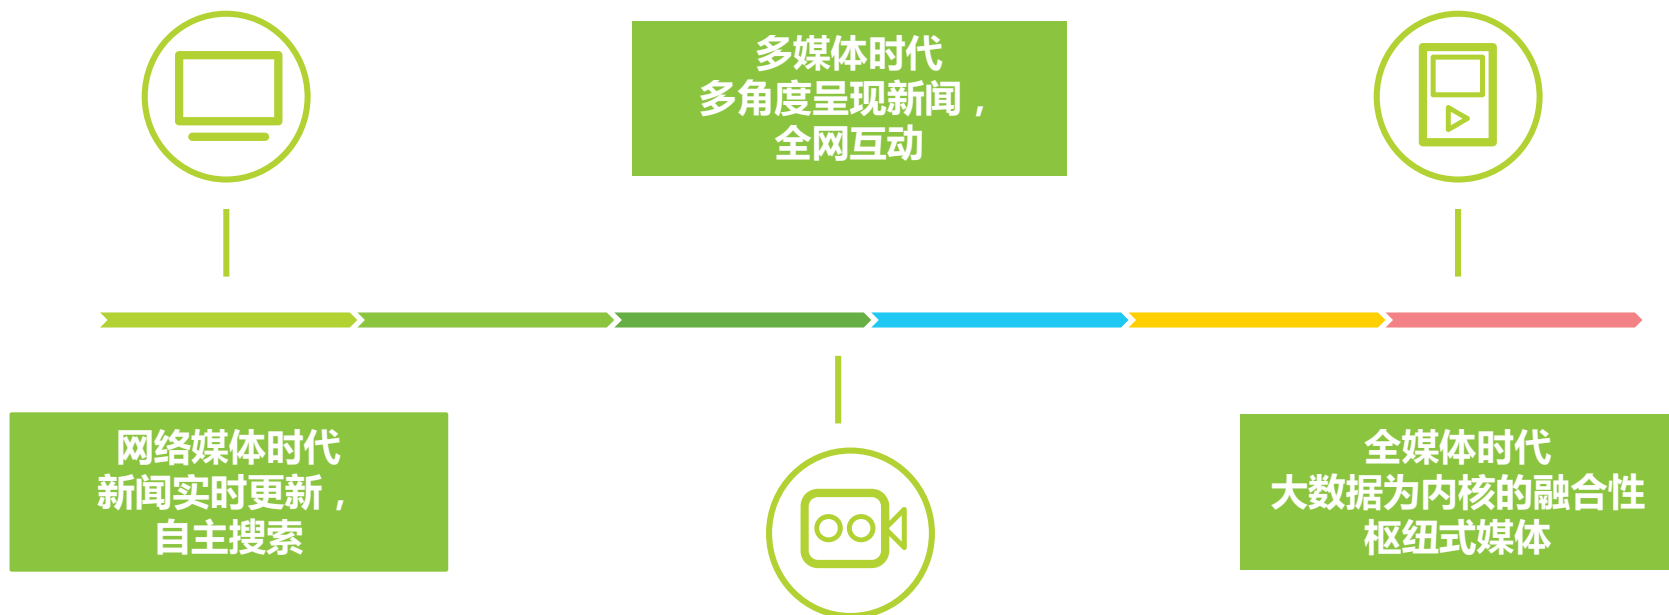 多媒体时代
多角度呈现新闻，
全网互动
网络媒体时代
新闻实时更新，
自主搜索
全媒体时代
大数据为内核的融合性
枢纽式媒体